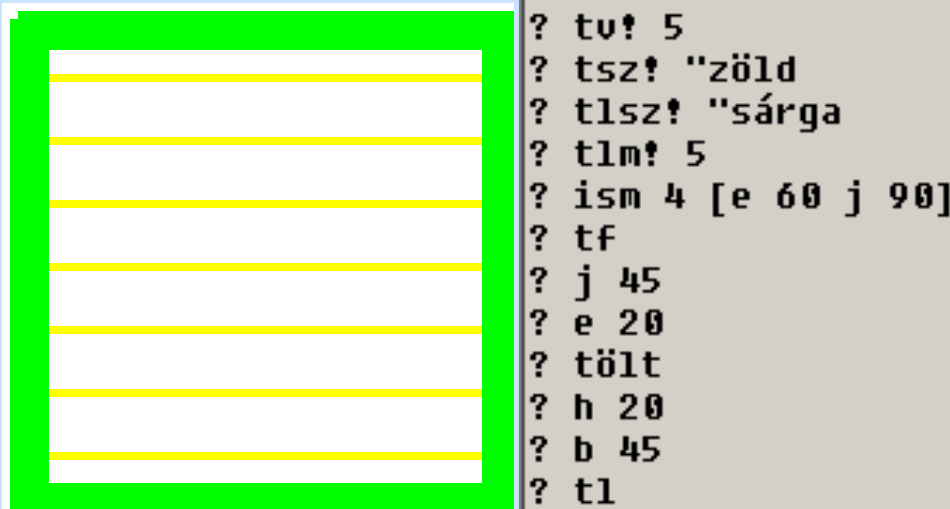 ? tv! 5
? tsz! "zöld
? tlsz! "sárga
? tlm! 5
? ism 4 [e 60 j 90]
? tf
? j 45
? e 20
? tölt
? h 20
? b 45
? tl